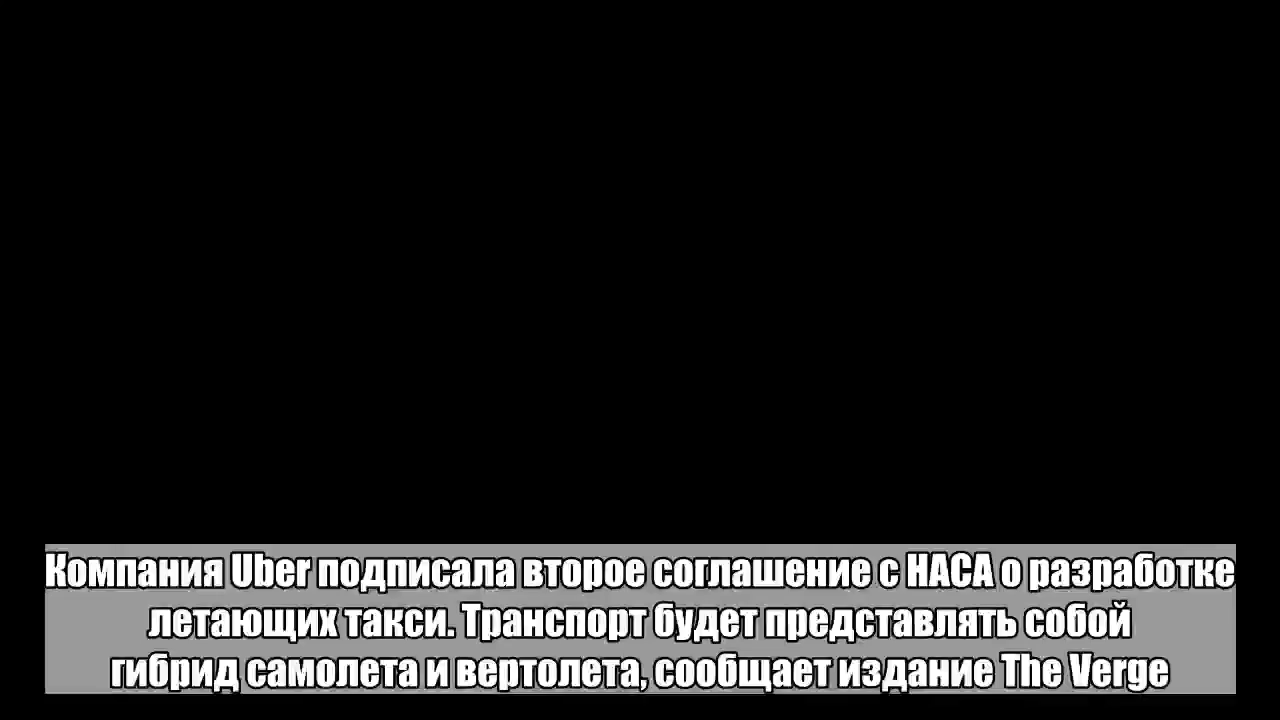 Компания Uber подписала второе соглашение с НАСА о разработке
летающих такси. Транспорт будет представлять собой
гибрид самолета и вертолета, сообщает издание The Verge